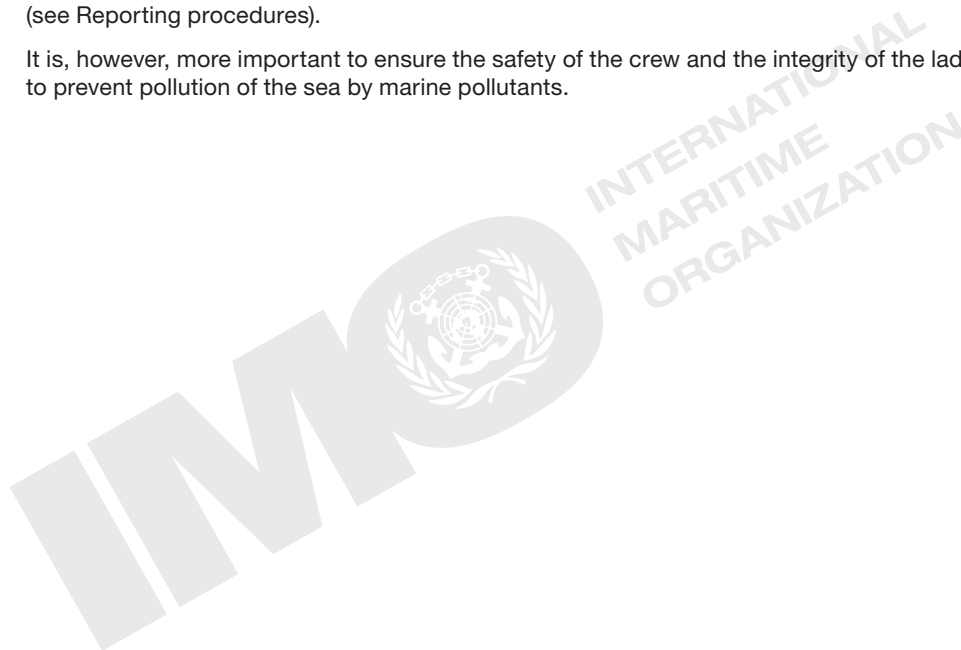 (see Reporting procedures).
It is, however, more important to ensure the safety of the crew and the integrity of the lad
to prevent pollution of the sea by marine pollutants.
INTERNATIONAL
MARITIME
ORGANIZATION
IMO